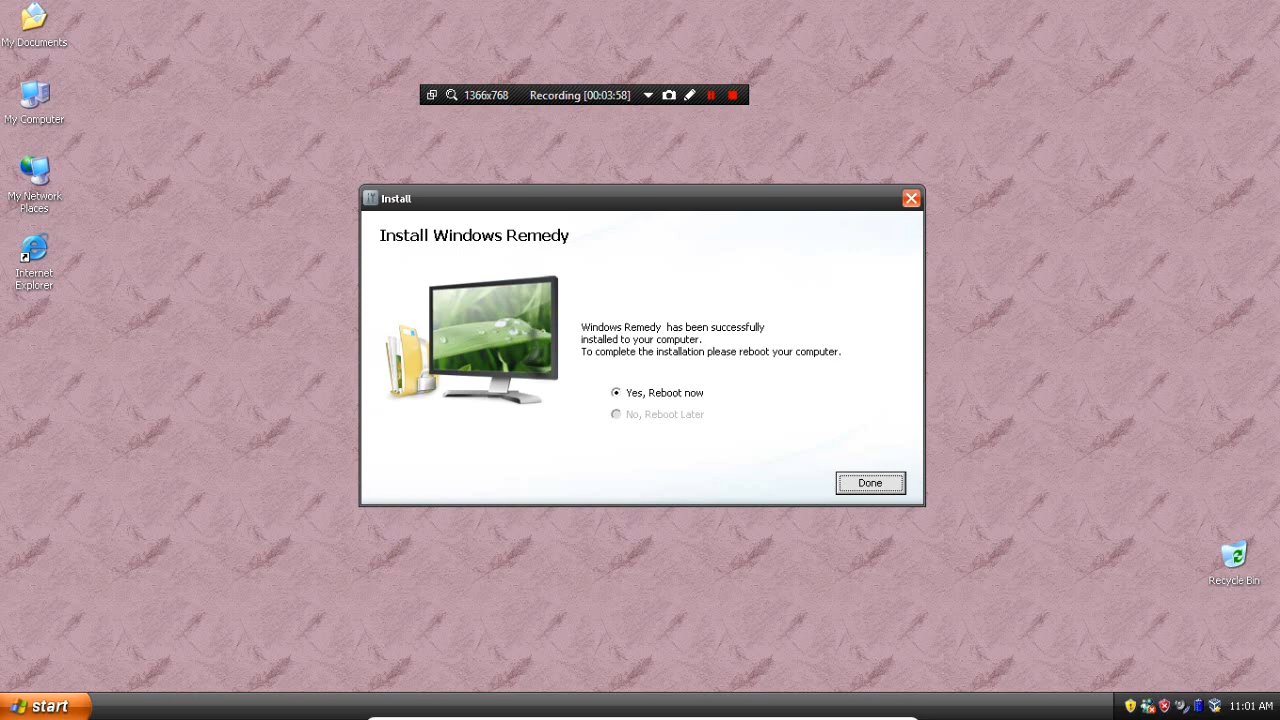 My Documents
My Computer
My Network
Places
Internet
Explorer
1366x768 Recording [00:03:58]
Install
Install Windows Remedy
Windows Remedy has been successfully
installed to your computer.
To complete the installation please reboot your computer.
Yes, Reboot now
No, Reboot Later
Done
Recycle Bin
start
11:01 AM